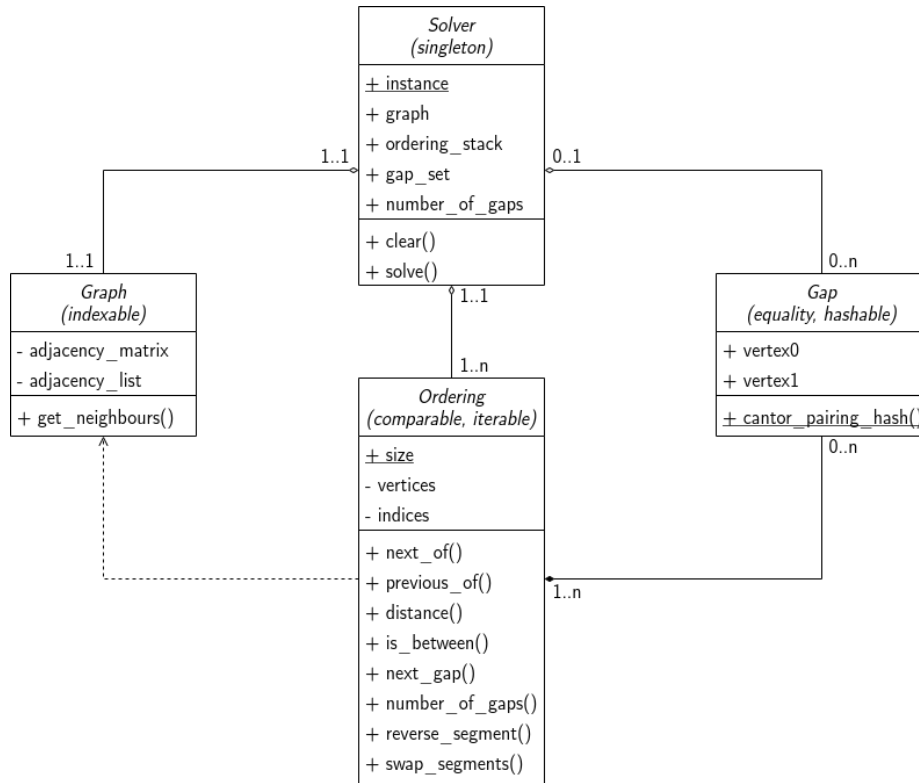 Solver
(singleton)
+ instance
+ graph
+ ordering_stack
+ gap_set
+ number_of_gaps
+ clear()
+ solve()
1..1
0..1
1..1
1..1
0..n
1..n
Graph
(indexable)
- adjacency_matrix
- adjacency_list
+ get_neighbours()
Gap
(equality, hashable)
+ vertex0
+ vertex1
+ cantor_pairing_hash()
0..n
Ordering
(comparable, iterable)
+ size
- vertices
- indices
+ next_of()
+ previous_of()
+ distance()
+ is_between()
+ next_gap()
+ number_of_gaps()
+ reverse_segment()
+ swap_segments()
1..n